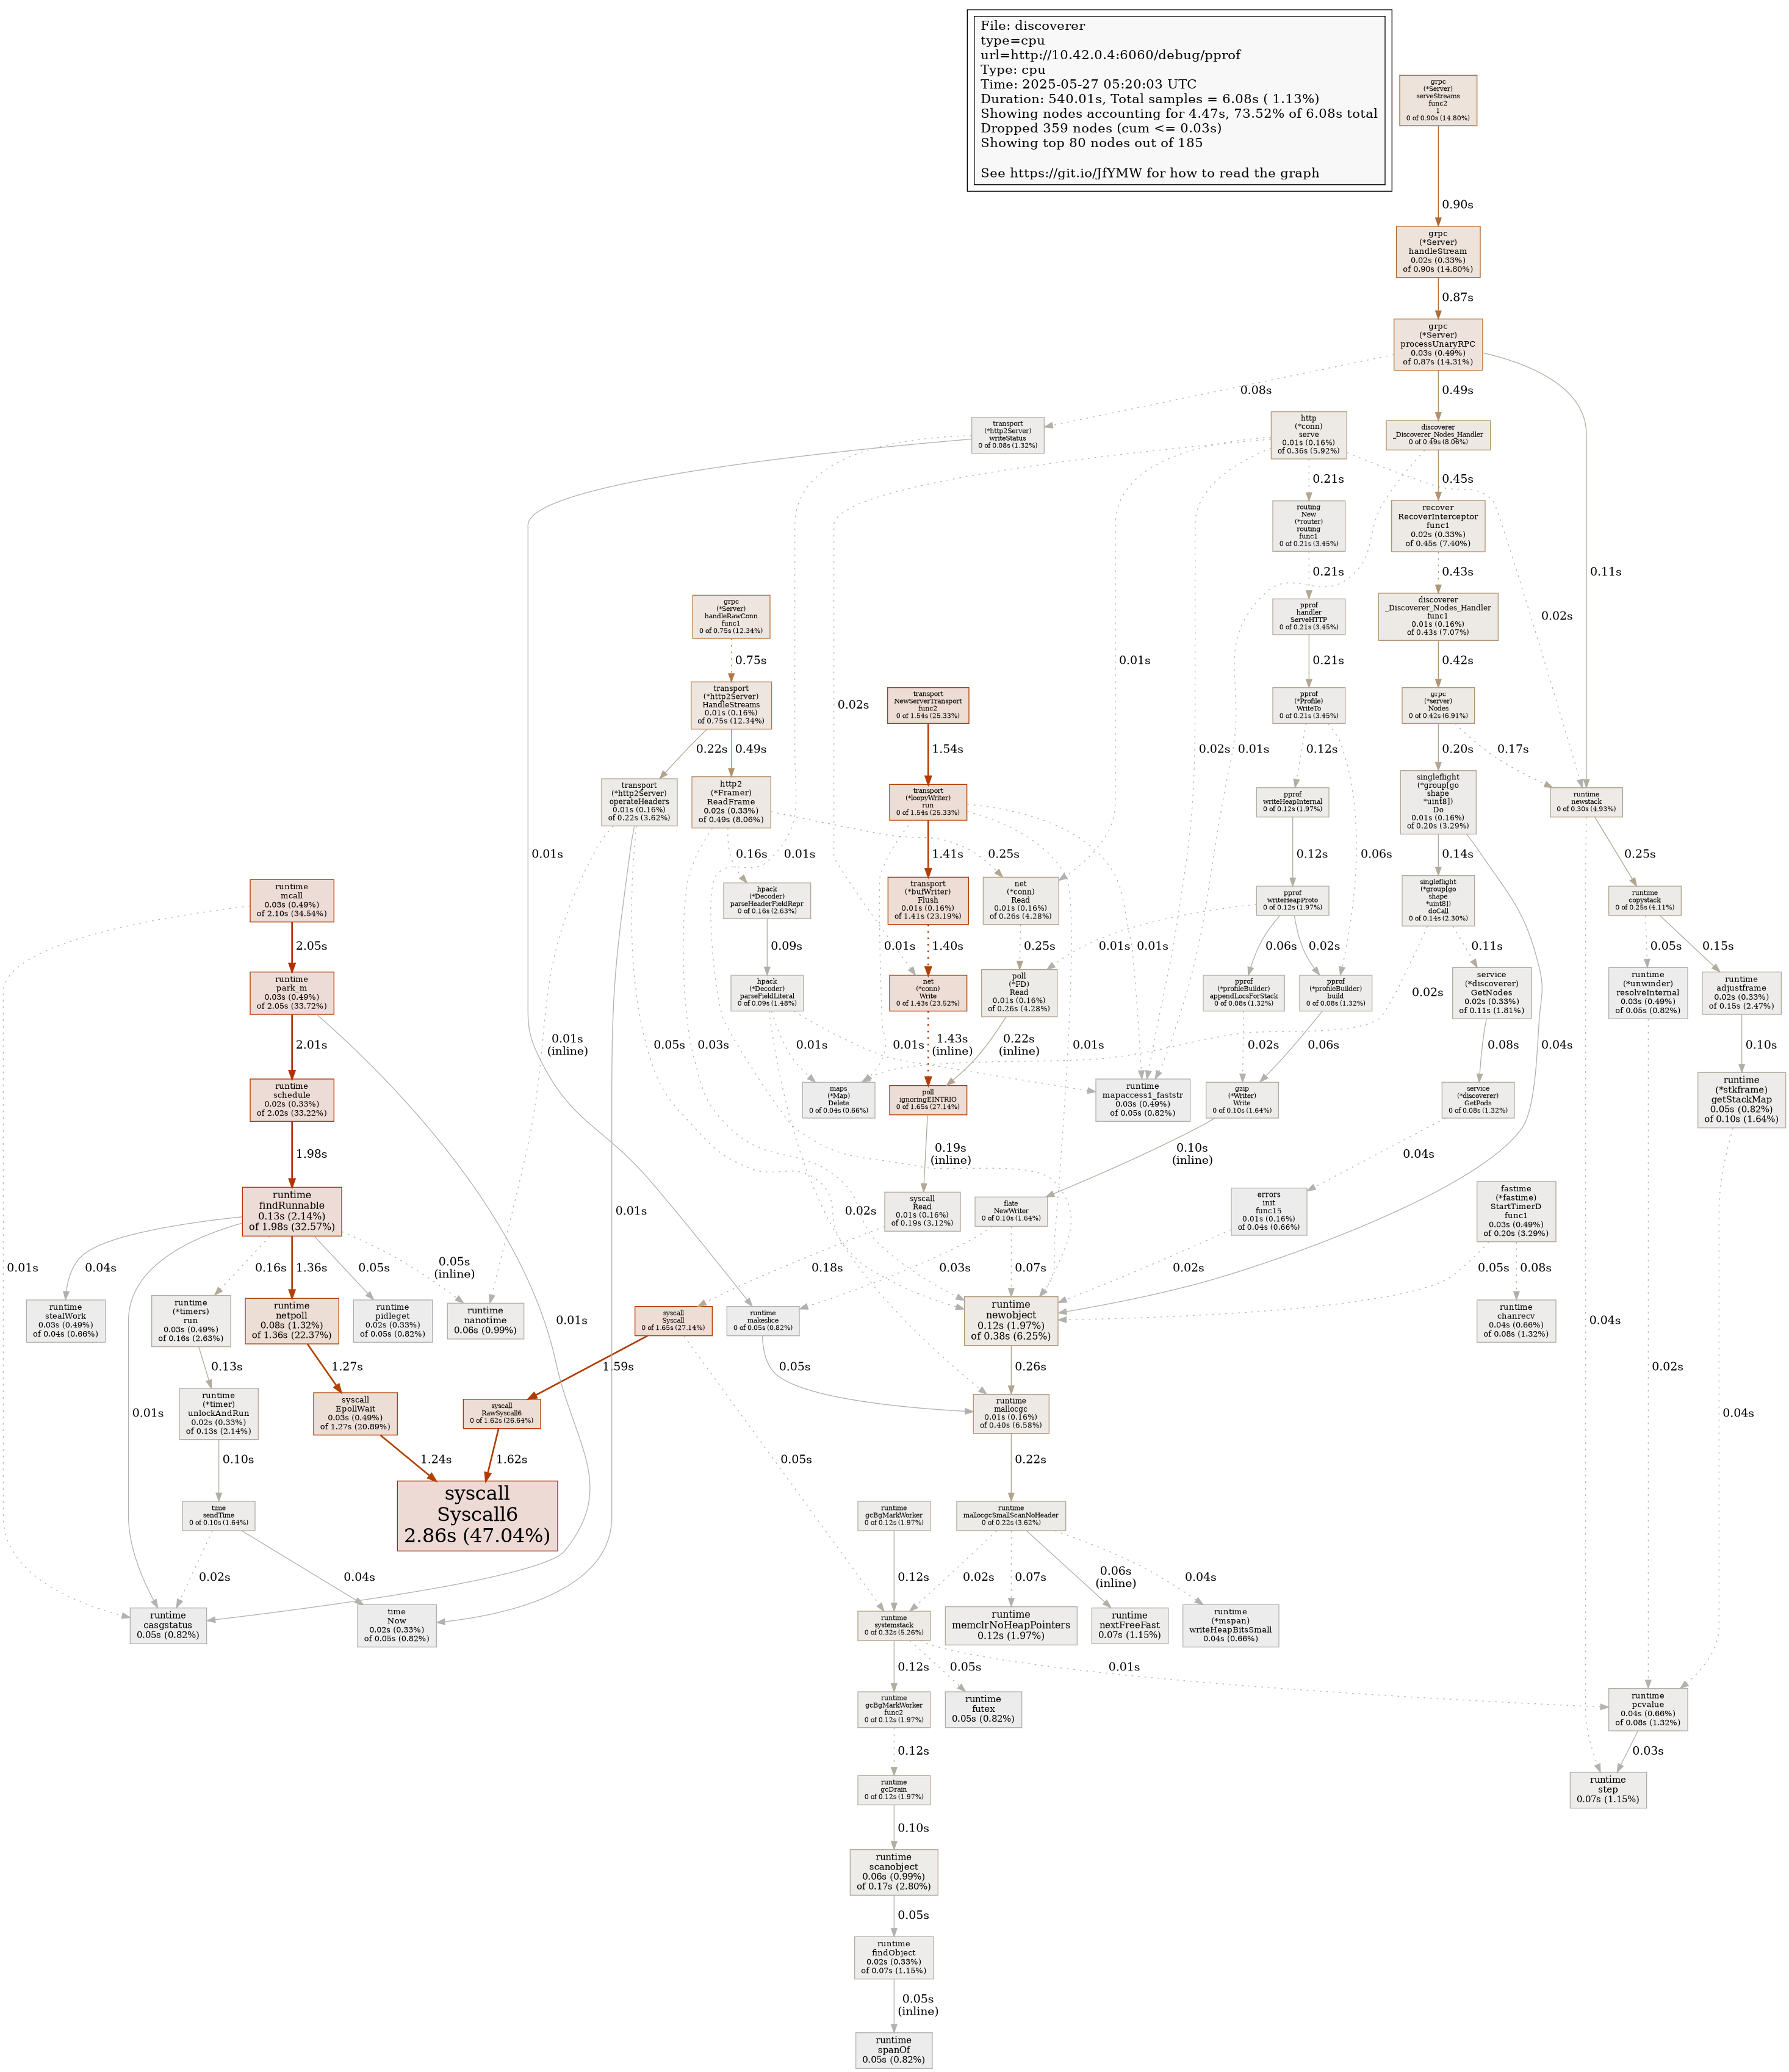 File: discoverer
type=cpu
url=http://10.42.0.4:6060/debug/pprof
Type: cpu
Time: 2025-05-27 05:20:03 UTC
Duration: 540.01s, Total samples = 6.08s ( 1.13%)
Showing nodes accounting for 4.47s, 73.52% of 6.08s total
Dropped 359 nodes (cum <= 0.03s)
Showing top 80 nodes out of 185
See https://git.io/JfYMW for how to read the graph
grpc
(*Server)
serveStreams
func2
1
0 of 0.90s (14.80%)
0.90s
grpc
(*Server)
handleStream
0.02s (0.33%)
of 0.90s (14.80%)
0.87s
grpc
(*Server)
processUnaryRPC
0.03s (0.49%)
of 0.87s (14.31%)
0.08s
0.49s
0.11s
transport
(*http2Server)
writeStatus
0 of 0.08s (1.32%)
http
(*conn)
serve
0.01s (0.16%)
of 0.36s (5.92%)
discoverer
_Discoverer_Nodes_Handler
0 of 0.49s (8.06%)
0.21s
0.45s
routing
New
(*router)
routing
func1
0 of 0.21s (3.45%)
recover
RecoverInterceptor
func1
0.02s (0.33%)
of 0.45s (7.40%)
0.01s
0.02s
0.01s
0.01s
0.02s
0.01s
0.02s
0.21s
0.43s
grpc
(*Server)
handleRawConn
func1
0 of 0.75s (12.34%)
pprof
handler
ServeHTTP
0 of 0.21s (3.45%)
discoverer
_Discoverer_Nodes_Handler
func1
0.01s (0.16%)
of 0.43s (7.07%)
0.75s
0.21s
0.42s
transport
(*http2Server)
HandleStreams
0.01s (0.16%)
of 0.75s (12.34%)
transport
NewServerTransport
func2
0 of 1.54s (25.33%)
pprof
(*Profile)
WriteTo
0 of 0.21s (3.45%)
grpc
(*server)
Nodes
0 of 0.42s (6.91%)
0.22s
0.49s
1.54s
0.12s
0.06s
0.20s
0.17s
transport
(*http2Server)
operateHeaders
0.01s (0.16%)
of 0.22s (3.62%)
http2
(*Framer)
ReadFrame
0.02s (0.33%)
of 0.49s (8.06%)
transport
(*loopyWriter)
run
0 of 1.54s (25.33%)
pprof
writeHeapInternal
0 of 0.12s (1.97%)
singleflight
(*group[go
shape
*uint8])
Do
0.01s (0.16%)
of 0.20s (3.29%)
runtime
newstack
0 of 0.30s (4.93%)
0.16s
0.25s
1.41s
0.12s
0.14s
0.04s
0.25s
runtime
mcall
0.03s (0.49%)
of 2.10s (34.54%)
hpack
(*Decoder)
parseHeaderFieldRepr
0 of 0.16s (2.63%)
transport
(*bufWriter)
Flush
0.01s (0.16%)
of 1.41s (23.19%)
net
(*conn)
Read
0.01s (0.16%)
of 0.26s (4.28%)
pprof
writeHeapProto
0 of 0.12s (1.97%)
singleflight
(*group[go
shape
*uint8])
doCall
0 of 0.14s (2.30%)
runtime
copystack
0 of 0.25s (4.11%)
2.05s
0.09s
0.01s
1.40s
0.25s
0.01s
0.01s
0.06s
0.02s
0.11s
0.02s
0.05s
0.15s
runtime
park_m
0.03s (0.49%)
of 2.05s (33.72%)
hpack
(*Decoder)
parseFieldLiteral
0 of 0.09s (1.48%)
net
(*conn)
Write
0 of 1.43s (23.52%)
poll
(*FD)
Read
0.01s (0.16%)
of 0.26s (4.28%)
pprof
(*profileBuilder)
appendLocsForStack
0 of 0.08s (1.32%)
pprof
(*profileBuilder)
build
0 of 0.08s (1.32%)
service
(*discoverer)
GetNodes
0.02s (0.33%)
of 0.11s (1.81%)
runtime
(*unwinder)
resolveInternal
0.03s (0.49%)
of 0.05s (0.82%)
runtime
adjustframe
0.02s (0.33%)
of 0.15s (2.47%)
2.01s
0.01s
(inline)
0.05s
0.03s
0.01s
0.01s
1.43s
(inline)
0.22s
(inline)
0.01s
0.02s
0.06s
0.08s
0.04s
0.10s
runtime
schedule
0.02s (0.33%)
of 2.02s (33.22%)
maps
(*Map)
Delete
0 of 0.04s (0.66%)
poll
ignoringEINTRIO
0 of 1.65s (27.14%)
runtime
mapaccess1_faststr
0.03s (0.49%)
of 0.05s (0.82%)
gzip
(*Writer)
Write
0 of 0.10s (1.64%)
service
(*discoverer)
GetPods
0 of 0.08s (1.32%)
runtime
(*stkframe)
getStackMap
0.05s (0.82%)
of 0.10s (1.64%)
1.98s
0.19s
(inline)
0.10s
(inline)
0.04s
runtime
findRunnable
0.13s (2.14%)
of 1.98s (32.57%)
0.01s
0.02s
syscall
Read
0.01s (0.16%)
of 0.19s (3.12%)
flate
NewWriter
0 of 0.10s (1.64%)
errors
init
func15
0.01s (0.16%)
of 0.04s (0.66%)
fastime
(*fastime)
StartTimerD
func1
0.03s (0.49%)
of 0.20s (3.29%)
0.01s
0.04s
0.16s
1.36s
0.05s
0.05s
(inline)
0.18s
0.03s
0.07s
0.02s
0.05s
0.08s
runtime
stealWork
0.03s (0.49%)
of 0.04s (0.66%)
runtime
(*timers)
run
0.03s (0.49%)
of 0.16s (2.63%)
runtime
netpoll
0.08s (1.32%)
of 1.36s (22.37%)
runtime
pidleget
0.02s (0.33%)
of 0.05s (0.82%)
runtime
nanotime
0.06s (0.99%)
0.01s
syscall
Syscall
0 of 1.65s (27.14%)
runtime
makeslice
0 of 0.05s (0.82%)
runtime
newobject
0.12s (1.97%)
of 0.38s (6.25%)
runtime
chanrecv
0.04s (0.66%)
of 0.08s (1.32%)
0.04s
0.13s
1.27s
1.59s
0.05s
0.26s
0.02s
0.01s
runtime
(*timer)
unlockAndRun
0.02s (0.33%)
of 0.13s (2.14%)
syscall
EpollWait
0.03s (0.49%)
of 1.27s (20.89%)
syscall
RawSyscall6
0 of 1.62s (26.64%)
runtime
mallocgc
0.01s (0.16%)
of 0.40s (6.58%)
0.04s
0.10s
1.24s
1.62s
0.05s
0.22s
time
sendTime
0 of 0.10s (1.64%)
syscall
Syscall6
2.86s (47.04%)
runtime
gcBgMarkWorker
0 of 0.12s (1.97%)
runtime
mallocgcSmallScanNoHeader
0 of 0.22s (3.62%)
0.02s
0.04s
0.12s
0.02s
0.07s
0.06s
(inline)
0.04s
runtime
casgstatus
0.05s (0.82%)
time
Now
0.02s (0.33%)
of 0.05s (0.82%)
runtime
systemstack
0 of 0.32s (5.26%)
runtime
memclrNoHeapPointers
0.12s (1.97%)
runtime
nextFreeFast
0.07s (1.15%)
runtime
(*mspan)
writeHeapBitsSmall
0.04s (0.66%)
0.12s
0.05s
0.01s
runtime
gcBgMarkWorker
func2
0 of 0.12s (1.97%)
runtime
futex
0.05s (0.82%)
runtime
pcvalue
0.04s (0.66%)
of 0.08s (1.32%)
0.12s
0.03s
runtime
gcDrain
0 of 0.12s (1.97%)
runtime
step
0.07s (1.15%)
0.10s
runtime
scanobject
0.06s (0.99%)
of 0.17s (2.80%)
0.05s
runtime
findObject
0.02s (0.33%)
of 0.07s (1.15%)
0.05s
(inline)
runtime
spanOf
0.05s (0.82%)